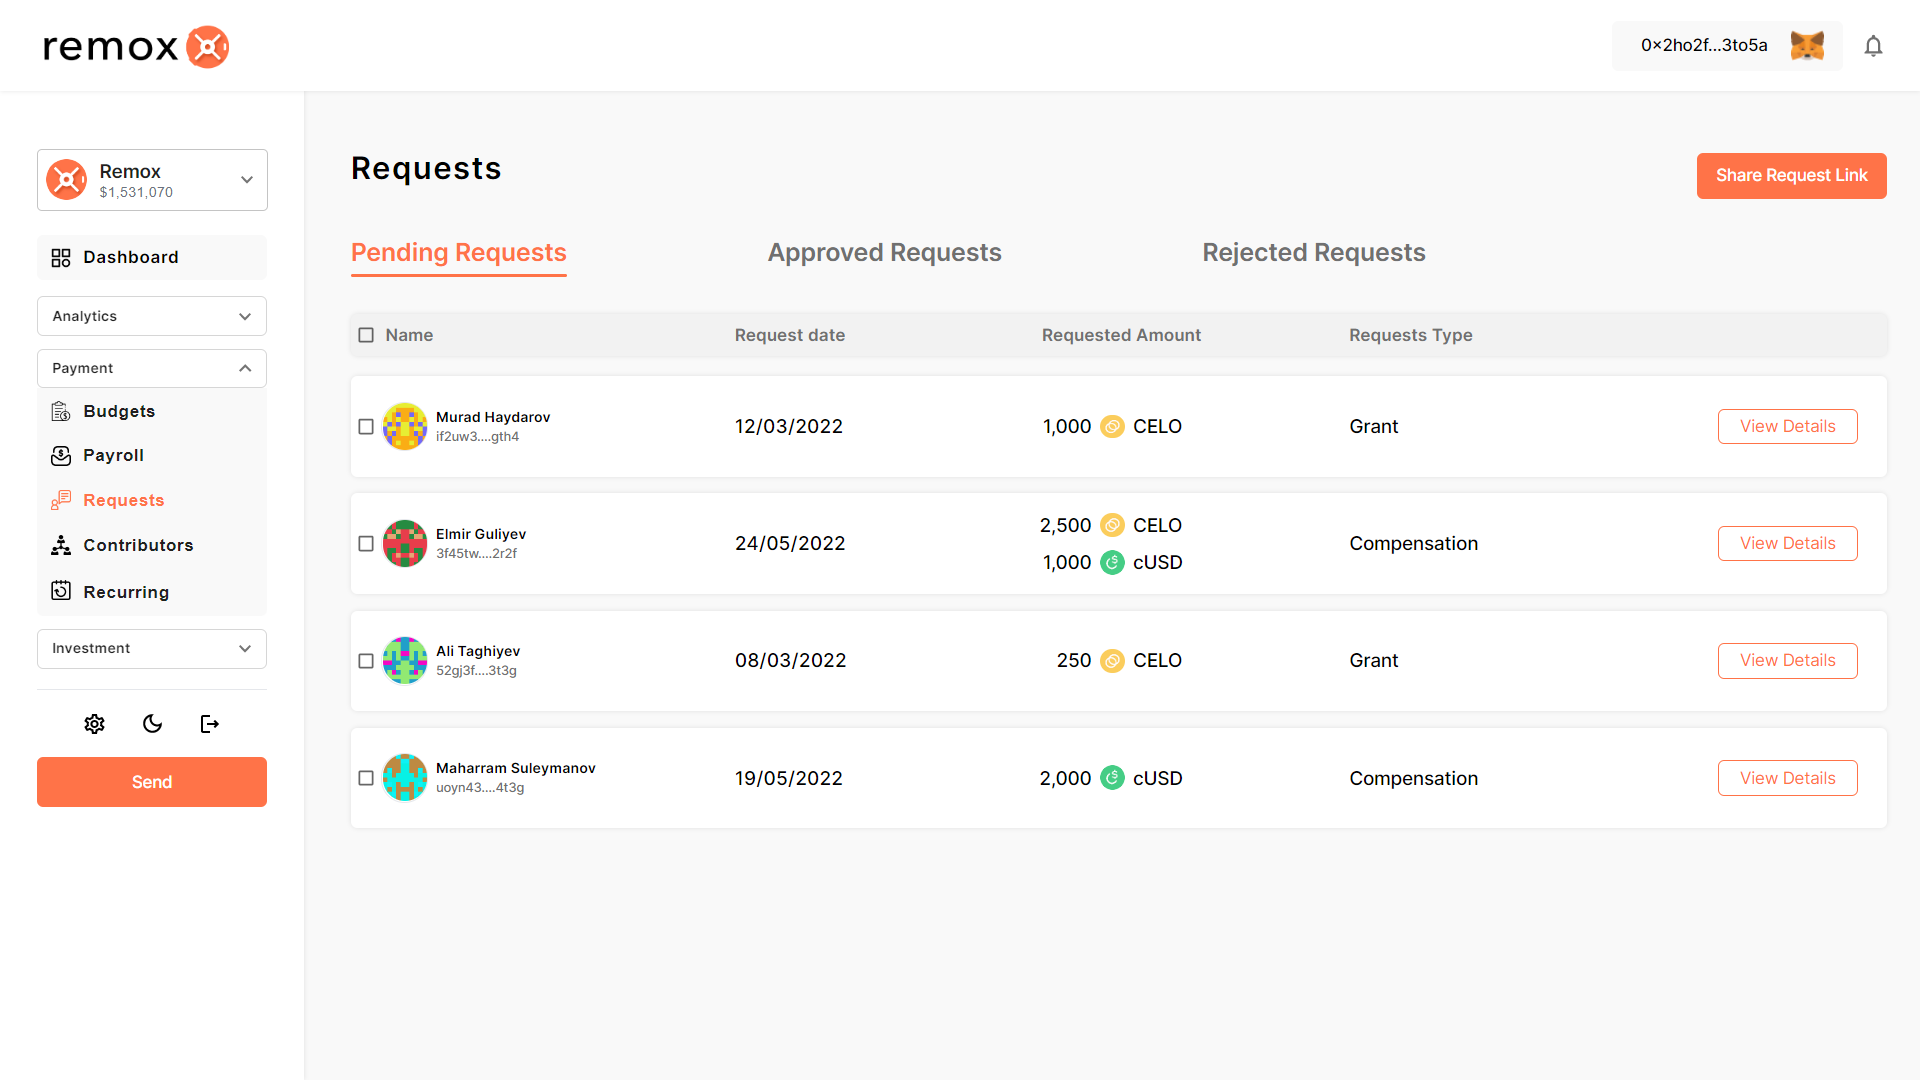 remox
0x2ho2f...3to5a
Remox
$1,531,070
Dashboard
Analytics
Payment
Budgets
Payroll
Requests
Contributors
Recurring
Investment
Send
Requests
Share Request Link
Pending Requests
Approved Requests
Rejected Requests
Name
Request date
Requested Amount
Requests Type
Murad Haydarov
if2uw3....gth4
12/03/2022
1,000 CELO
Grant
View Details
Elmir Guliyev
3f45tw....2r2f
24/05/2022
2,500 CELO
1,000 cUSD
Compensation
View Details
Ali Taghiyev
52gj3f....3t3g
08/03/2022
250 CELO
Grant
View Details
Maharram Suleymanov
uoyn43....4t3g
19/05/2022
2,000 cUSD
Compensation
View Details